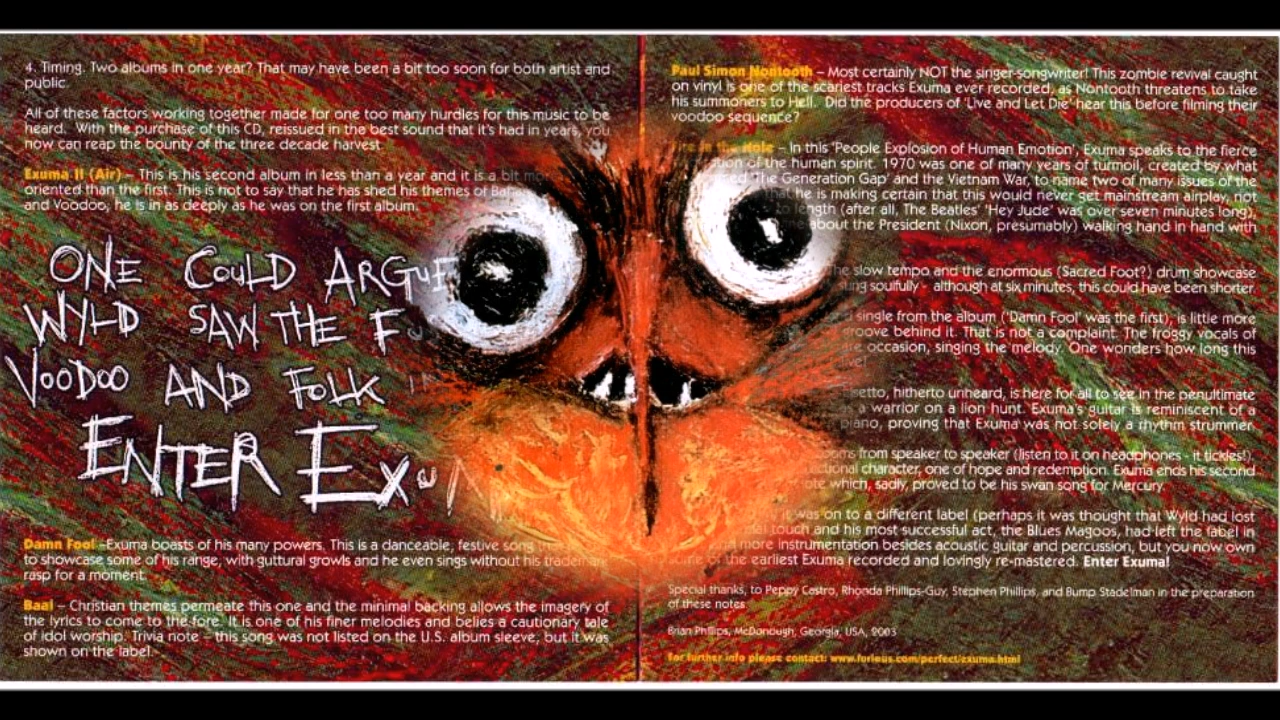 4. Timing. Two albums in one year? That may have been a bit too soon for both artist and
public.
All of these factors working together made for one too many hurdles for this music to be
heard. With the purchase of this CD, reissued in the best sound that it's had in years, you
now can reap the bounty of the three decade harvest.
Exuma II (Air) – This is his second album in less than a year and it is a bit
oriented than the first. This is not to say that he has shed his themes of
and Voodoo; he is in as deeply as he was on the first album.
ONE COULD ARGUE
WYLD SAW THE
VOODOO AND FOLK
ENTER
Damn Fool –Exuma boasts of his many powers. This is a danceable, festive song
to showcase some of his range, with guttural growls and he even sings without his trademark
rasp for a moment.
Baal – Christian themes permeate this one and the minimal backing allows the imagery of
the lyrics to come to the fore. It is one of his finer melodies and belies a cautionary tale
of idol worship. Trivia note – this song was not listed on the U.S. album sleeve, but it was
shown on the label.
Paul Simon Nontooth – Most certainly NOT the singer-songwriter! This zombie revival caught
on vinyl is one of the scariest tracks Exuma ever recorded, as Nontooth threatens to take
his summoners to Hell. Did the producers of 'Live and Let Die' hear this before filming their
voodoo sequence?
Fire in the Hole – In this 'People Explosion of Human Emotion', Exuma speaks to the fierce
of the human spirit. 1970 was one of many years of turmoil, created by what
'The Generation Gap' and the Vietnam War, to name two of many issues of the
he is making certain that this would never get mainstream airplay, not
length (after all, The Beatles' 'Hey Jude' was over seven minutes long),
about the President (Nixon, presumably) walking hand in hand with
slow tempo and the enormous (Sacred Foot?) drum showcase
sung soulfully - although at six minutes, this could have been shorter.
single from the album ('Damn Fool' was the first), is little more
groove behind it. That is not a complaint. The froggy vocals of
occasion, singing the melody. One wonders how long this
hitherto unheard, is here for all to see in the penultimate
a warrior on a lion hunt. Exuma's guitar is reminiscent of a
piano, proving that Exuma was not solely a rhythm strummer.
from speaker to speaker (listen to it on headphones - it tickles!),
character, one of hope and redemption. Exuma ends his second
which, sadly, proved to be his swan song for Mercury.
it was on to a different label (perhaps it was thought that Wyld had lost
touch and his most successful act, the Blues Magoos, had left the label in
more instrumentation besides acoustic guitar and percussion, but you now own
the earliest Exuma recorded and lovingly re-mastered. Enter Exuma!
Special thanks, to Peppy Castro, Rhonda Phillips-Guy, Stephen Phillips, and Bump Stadelman in the preparation
of these notes
Brian Phillips, McDonough, Georgia, USA, 2003
For further info please contact: www.furious.com/perfect/exuma.html